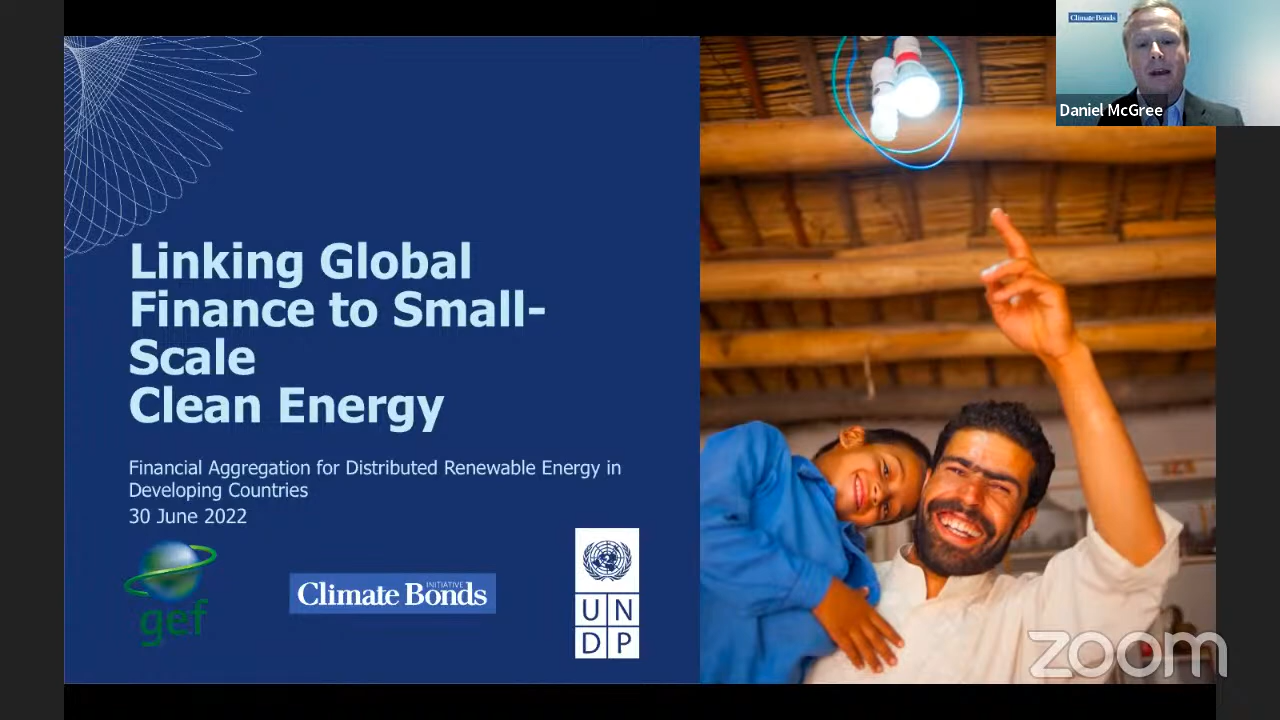 Climate Bonds
Daniel McGree
Linking Global
Finance to Small-
Scale
Clean Energy
Financial Aggregation for Distributed Renewable Energy in
Developing Countries
30 June 2022
gef
Climate Bonds
INITIATIVE
U N
D P
zoom